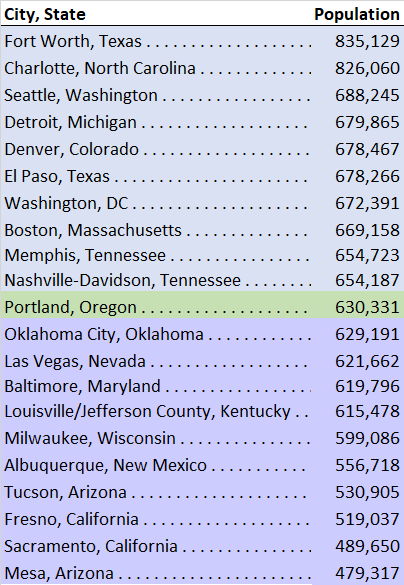 City, State Population
Fort Worth, Texas . . . . . . . . . . . . . . . . . . . 835,129
Charlotte, North Carolina . . . . . . . . . . . . . 826,060
Seattle, Washington . . . . . . . . . . . . . . . . . 688,245
Detroit, Michigan . . . . . . . . . . . . . . . . . . . 679,865
Denver, Colorado . . . . . . . . . . . . . . . . . . . 678,467
El Paso, Texas . . . . . . . . . . . . . . . . . . . . . . 678,266
Washington, DC . . . . . . . . . . . . . . . . . . . . 672,391
Boston, Massachusetts . . . . . . . . . . . . . . . 669,158
Memphis, Tennessee . . . . . . . . . . . . . . . . 654,723
Nashville-Davidson, Tennessee . . . . . . . . 654,187
Portland, Oregon . . . . . . . . . . . . . . . . . . . 630,331
Oklahoma City, Oklahoma . . . . . . . . . . . . 629,191
Las Vegas, Nevada . . . . . . . . . . . . . . . . . . 621,662
Baltimore, Maryland . . . . . . . . . . . . . . . . . 619,796
Louisville/Jefferson County, Kentucky . . 615,478
Milwaukee, Wisconsin . . . . . . . . . . . . . . . 599,086
Albuquerque, New Mexico . . . . . . . . . . . . 556,718
Tucson, Arizona . . . . . . . . . . . . . . . . . . . . 530,905
Fresno, California . . . . . . . . . . . . . . . . . . . 519,037
Sacramento, California . . . . . . . . . . . . . . . 489,650
Mesa, Arizona . . . . . . . . . . . . . . . . . . . . . . 479,317